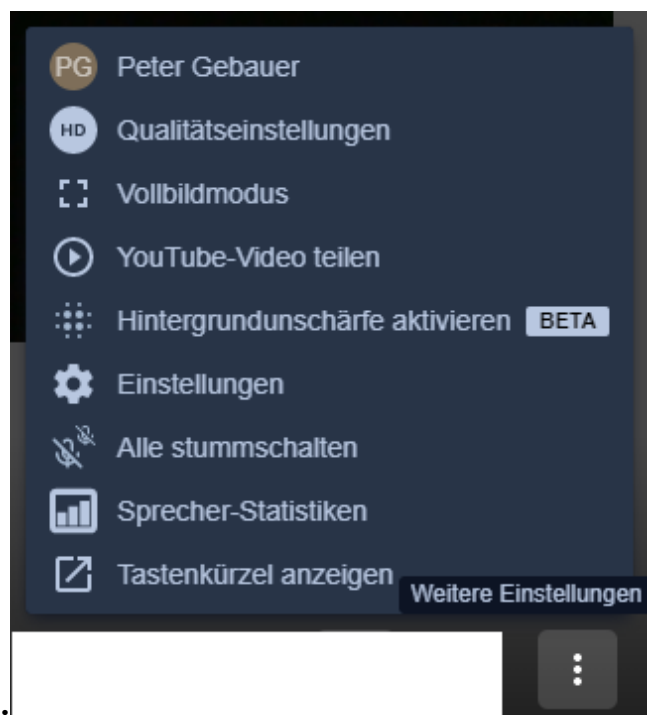 PG Peter Gebauer
HD Qualitätseinstellungen
Vollbildmodus
YouTube-Video teilen
Hintergrundunschärfe aktivieren BETA
Einstellungen
Alle stummschalten
Sprecher-Statistiken
Tastenkürzel anzeigen
Weitere Einstellungen